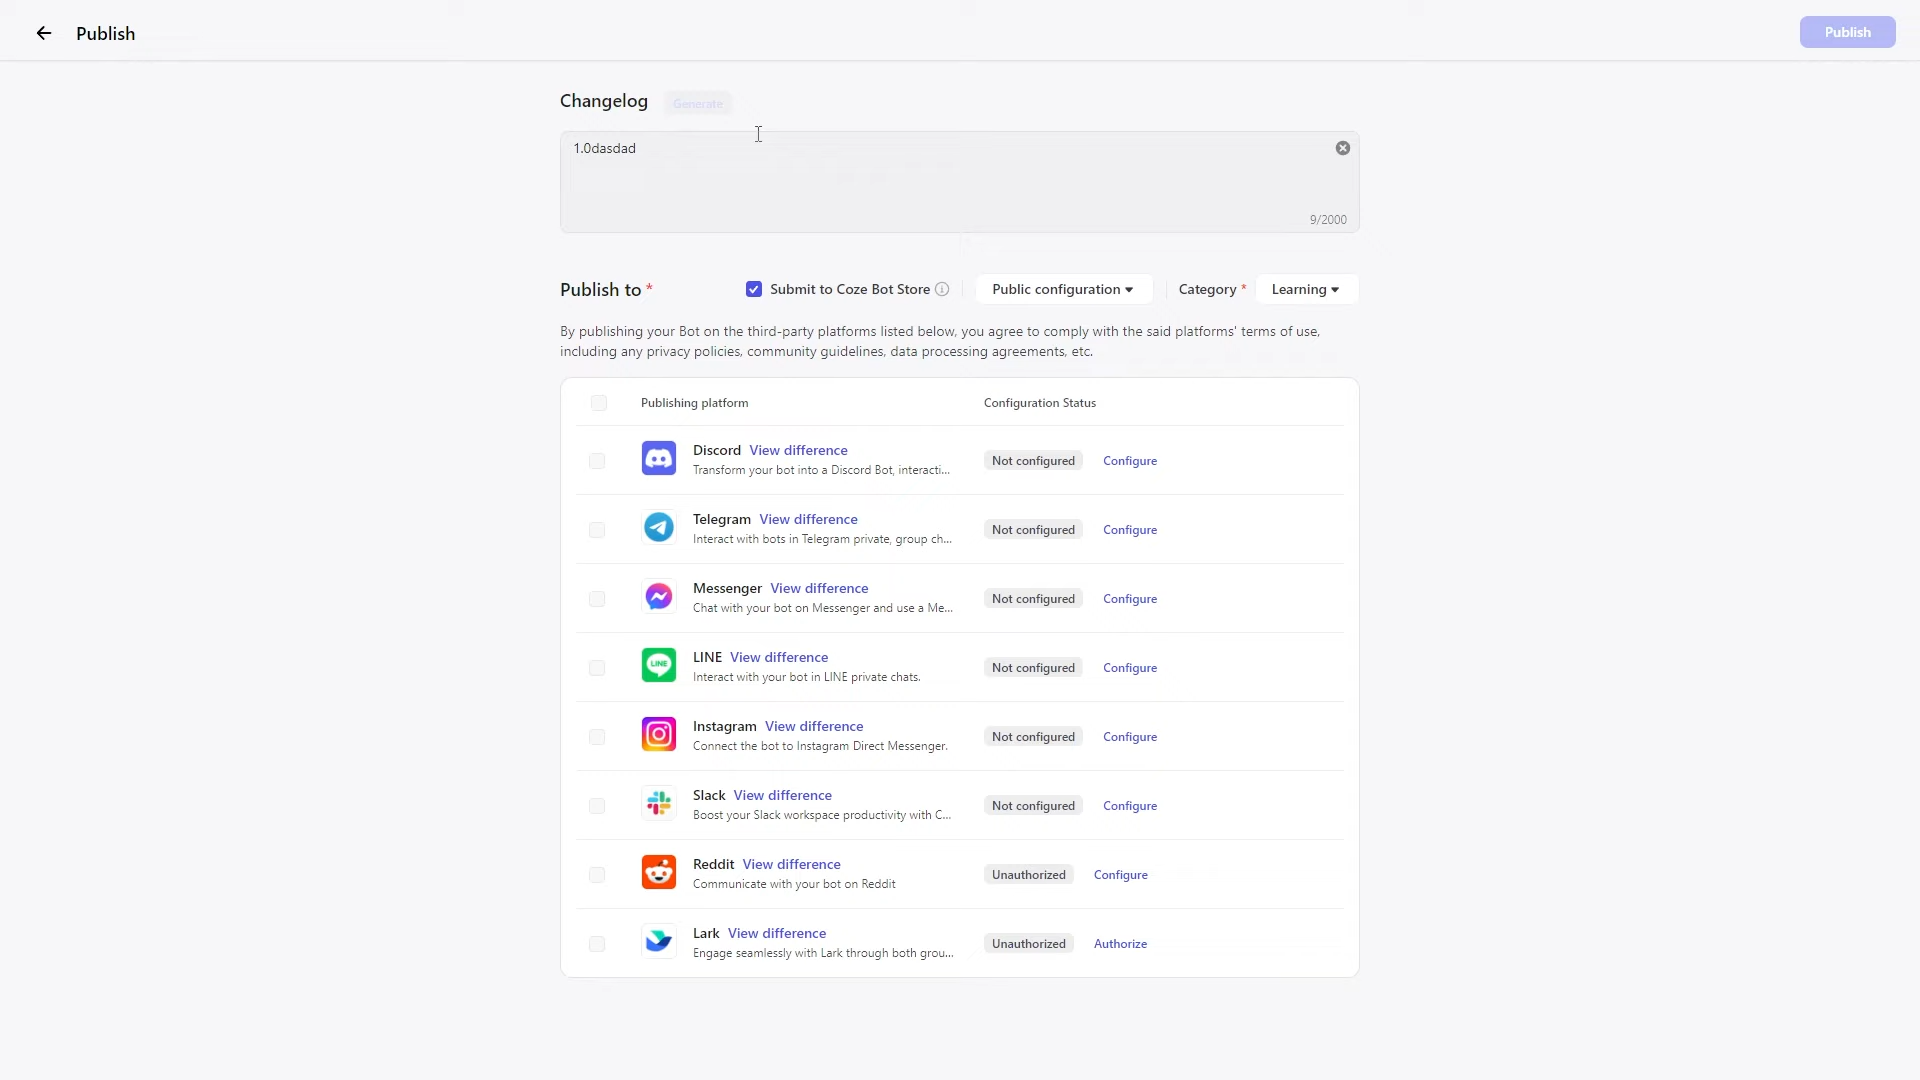 Publish
Publish
Changelog Generate
1.0dasdad
9/2000
Publish to * Submit to Coze Bot Store Public configuration Category * Learning
By publishing your Bot on the third-party platforms listed below, you agree to comply with the said platforms' terms of use,
including any privacy policies, community guidelines, data processing agreements, etc.
Publishing platform Configuration Status
Discord View difference
Transform your bot into a Discord Bot, interacti...
Not configured Configure
Telegram View difference
Interact with bots in Telegram private, group ch...
Not configured Configure
Messenger View difference
Chat with your bot on Messenger and use a Me...
Not configured Configure
LINE
LINE View difference
Interact with your bot in LINE private chats.
Not configured Configure
Instagram View difference
Connect the bot to Instagram Direct Messenger.
Not configured Configure
Slack View difference
Boost your Slack workspace productivity with C...
Not configured Configure
Reddit View difference
Communicate with your bot on Reddit
Unauthorized Configure
Lark View difference
Engage seamlessly with Lark through both grou...
Unauthorized Authorize